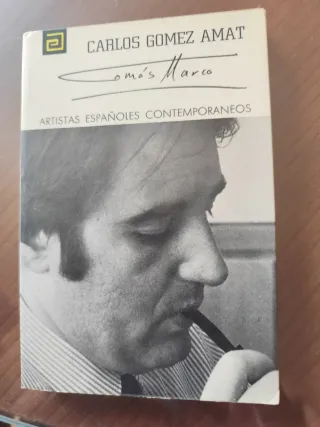 CARLOS GOMEZ AMAT
Tomás Marco
ARTISTAS ESPAÑOLES CONTEMPORANEOS